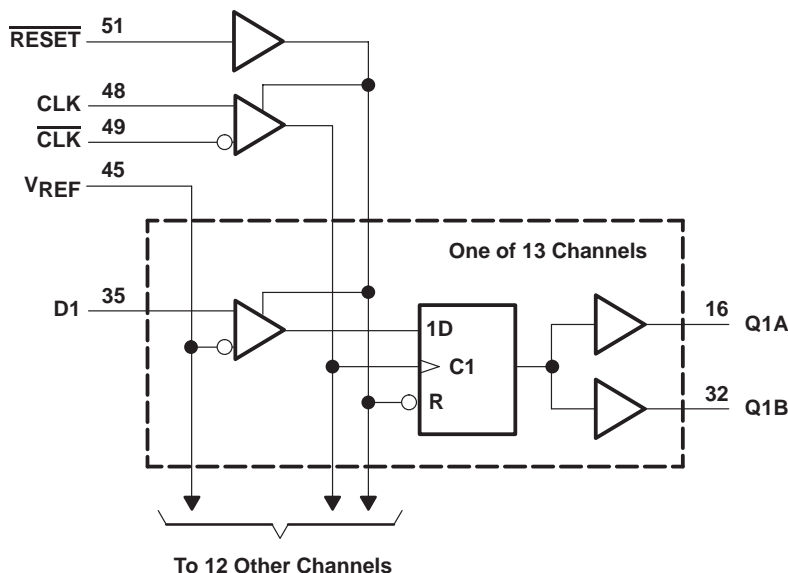 RESET 51
CLK 48
CLK 49
VREF 45
One of 13 Channels
D1 35
1D
C1
R
16 Q1A
32 Q1B
To 12 Other Channels